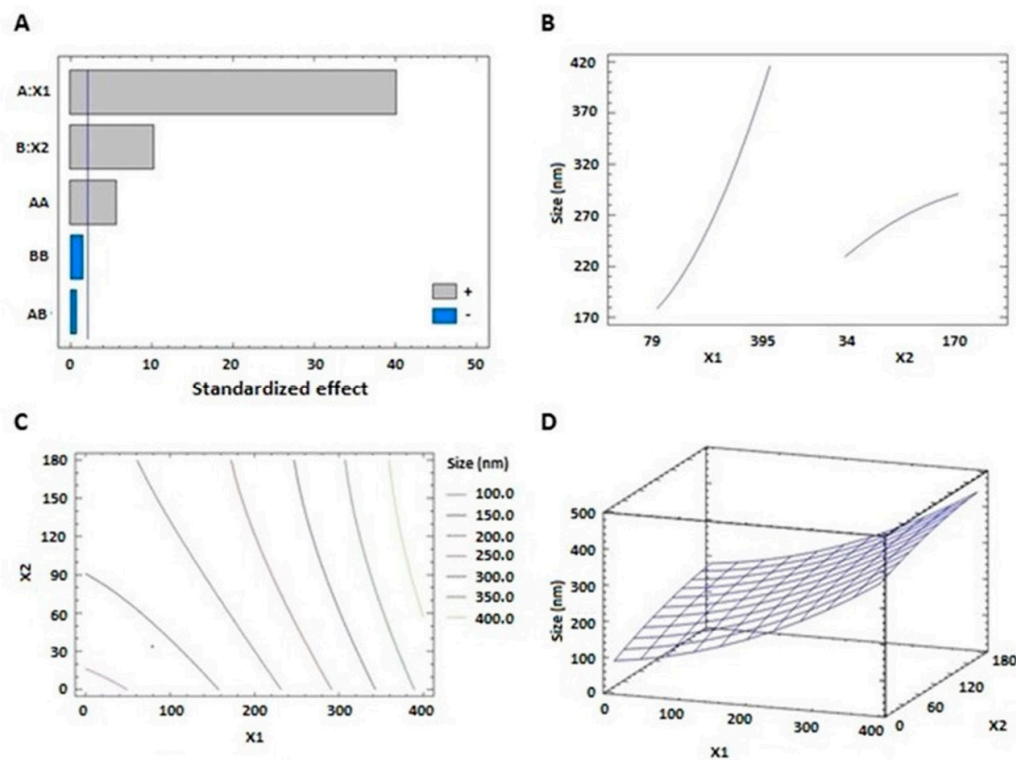 A
A:X1
B:X2
AA
BB
AB
+
-
0 10 20 30 40 50
Standardized effect
B
420
370
320
270
220
170
Size (nm)
79 395 34 170
X1 X2
C
180
150
120
90
60
30
0
X2
0 100 200 300 400
X1
Size (nm)
100.0
150.0
200.0
250.0
300.0
350.0
400.0
D
500
400
300
200
100
0
Size (nm)
0 100 200 300 400
X1
0 60 120 180
X2